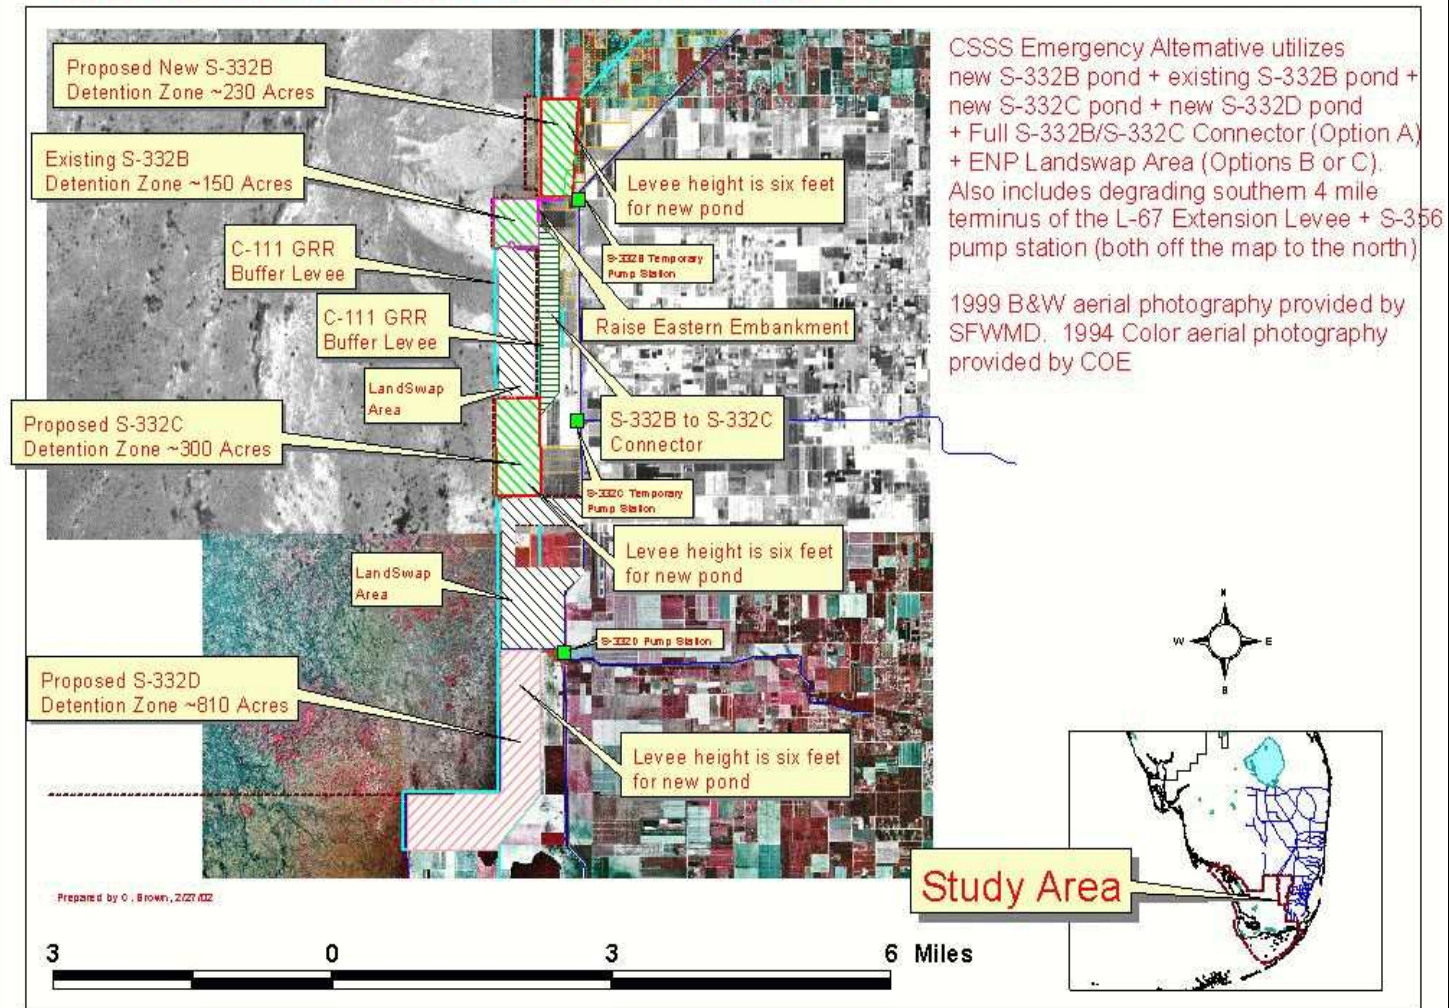 Proposed New S-332B
Detention Zone ~230 Acres
Existing S-332B
Detention Zone ~150 Acres
C-111 GRR
Buffer Levee
C-111 GRR
Buffer Levee
LandSwap
Area
Proposed S-332C
Detention Zone ~300 Acres
LandSwap
Area
Proposed S-332D
Detention Zone ~810 Acres
Levee height is six feet
for new pond
S-332B Temporary
Pump Station
Raise Eastern Embankment
S-332B to S-332C
Connector
S-332C Temporary
Pump Station
Levee height is six feet
for new pond
S-332D Pump Station
Levee height is six feet
for new pond
CSSS Emergency Alternative utilizes
new S-332B pond + existing S-332B pond +
new S-332C pond + new S-332D pond
+ Full S-332B/S-332C Connector (Option A)
+ ENP Landswap Area (Options B or C).
Also includes degrading southern 4 mile
terminus of the L-67 Extension Levee + S-356
pump station (both off the map to the north)
1999 B&W aerial photography provided by
SFWMD. 1994 Color aerial photography
provided by COE
N
W E
S
Study Area
Prepared by C. Brown, 2/27/02
3 0 3 6 Miles